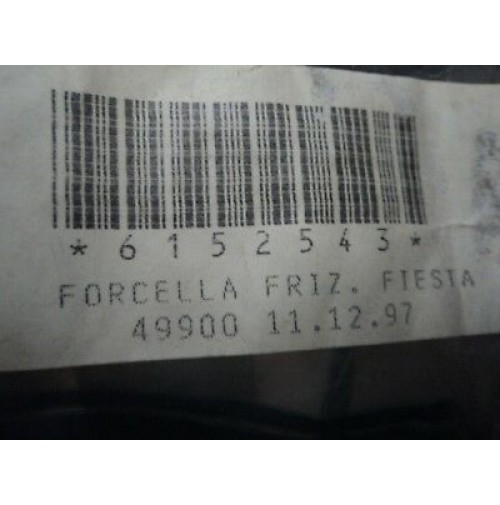 *6152543*
FORCELLA FRIZ. FIESTA
49900 11.12.97